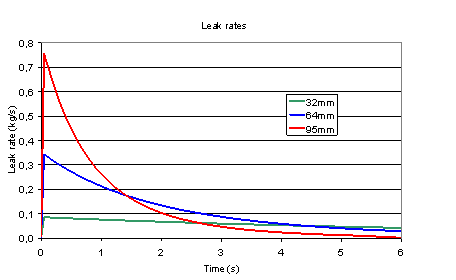 Leak rates
0,8
0,7
0,6
0,5
0,4
0,3
0,2
0,1
0,0
Leak rate (kg/s)
32mm
64mm
95mm
0 1 2 3 4 5 6
Time (s)